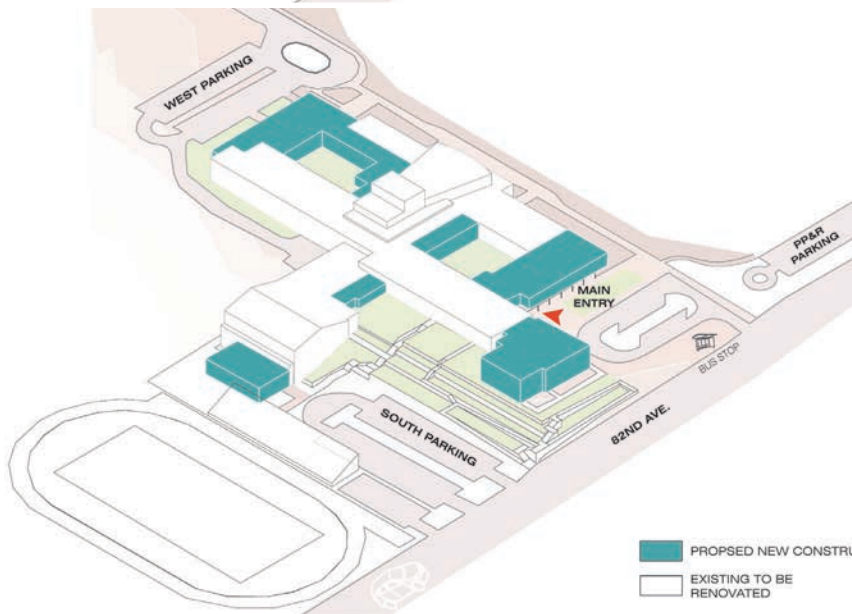 WEST PARKING
PP&R
PARKING
MAIN
ENTRY
BUS STOP
82ND AVE.
SOUTH PARKING
PROPSED NEW CONSTRU
EXISTING TO BE
RENOVATED